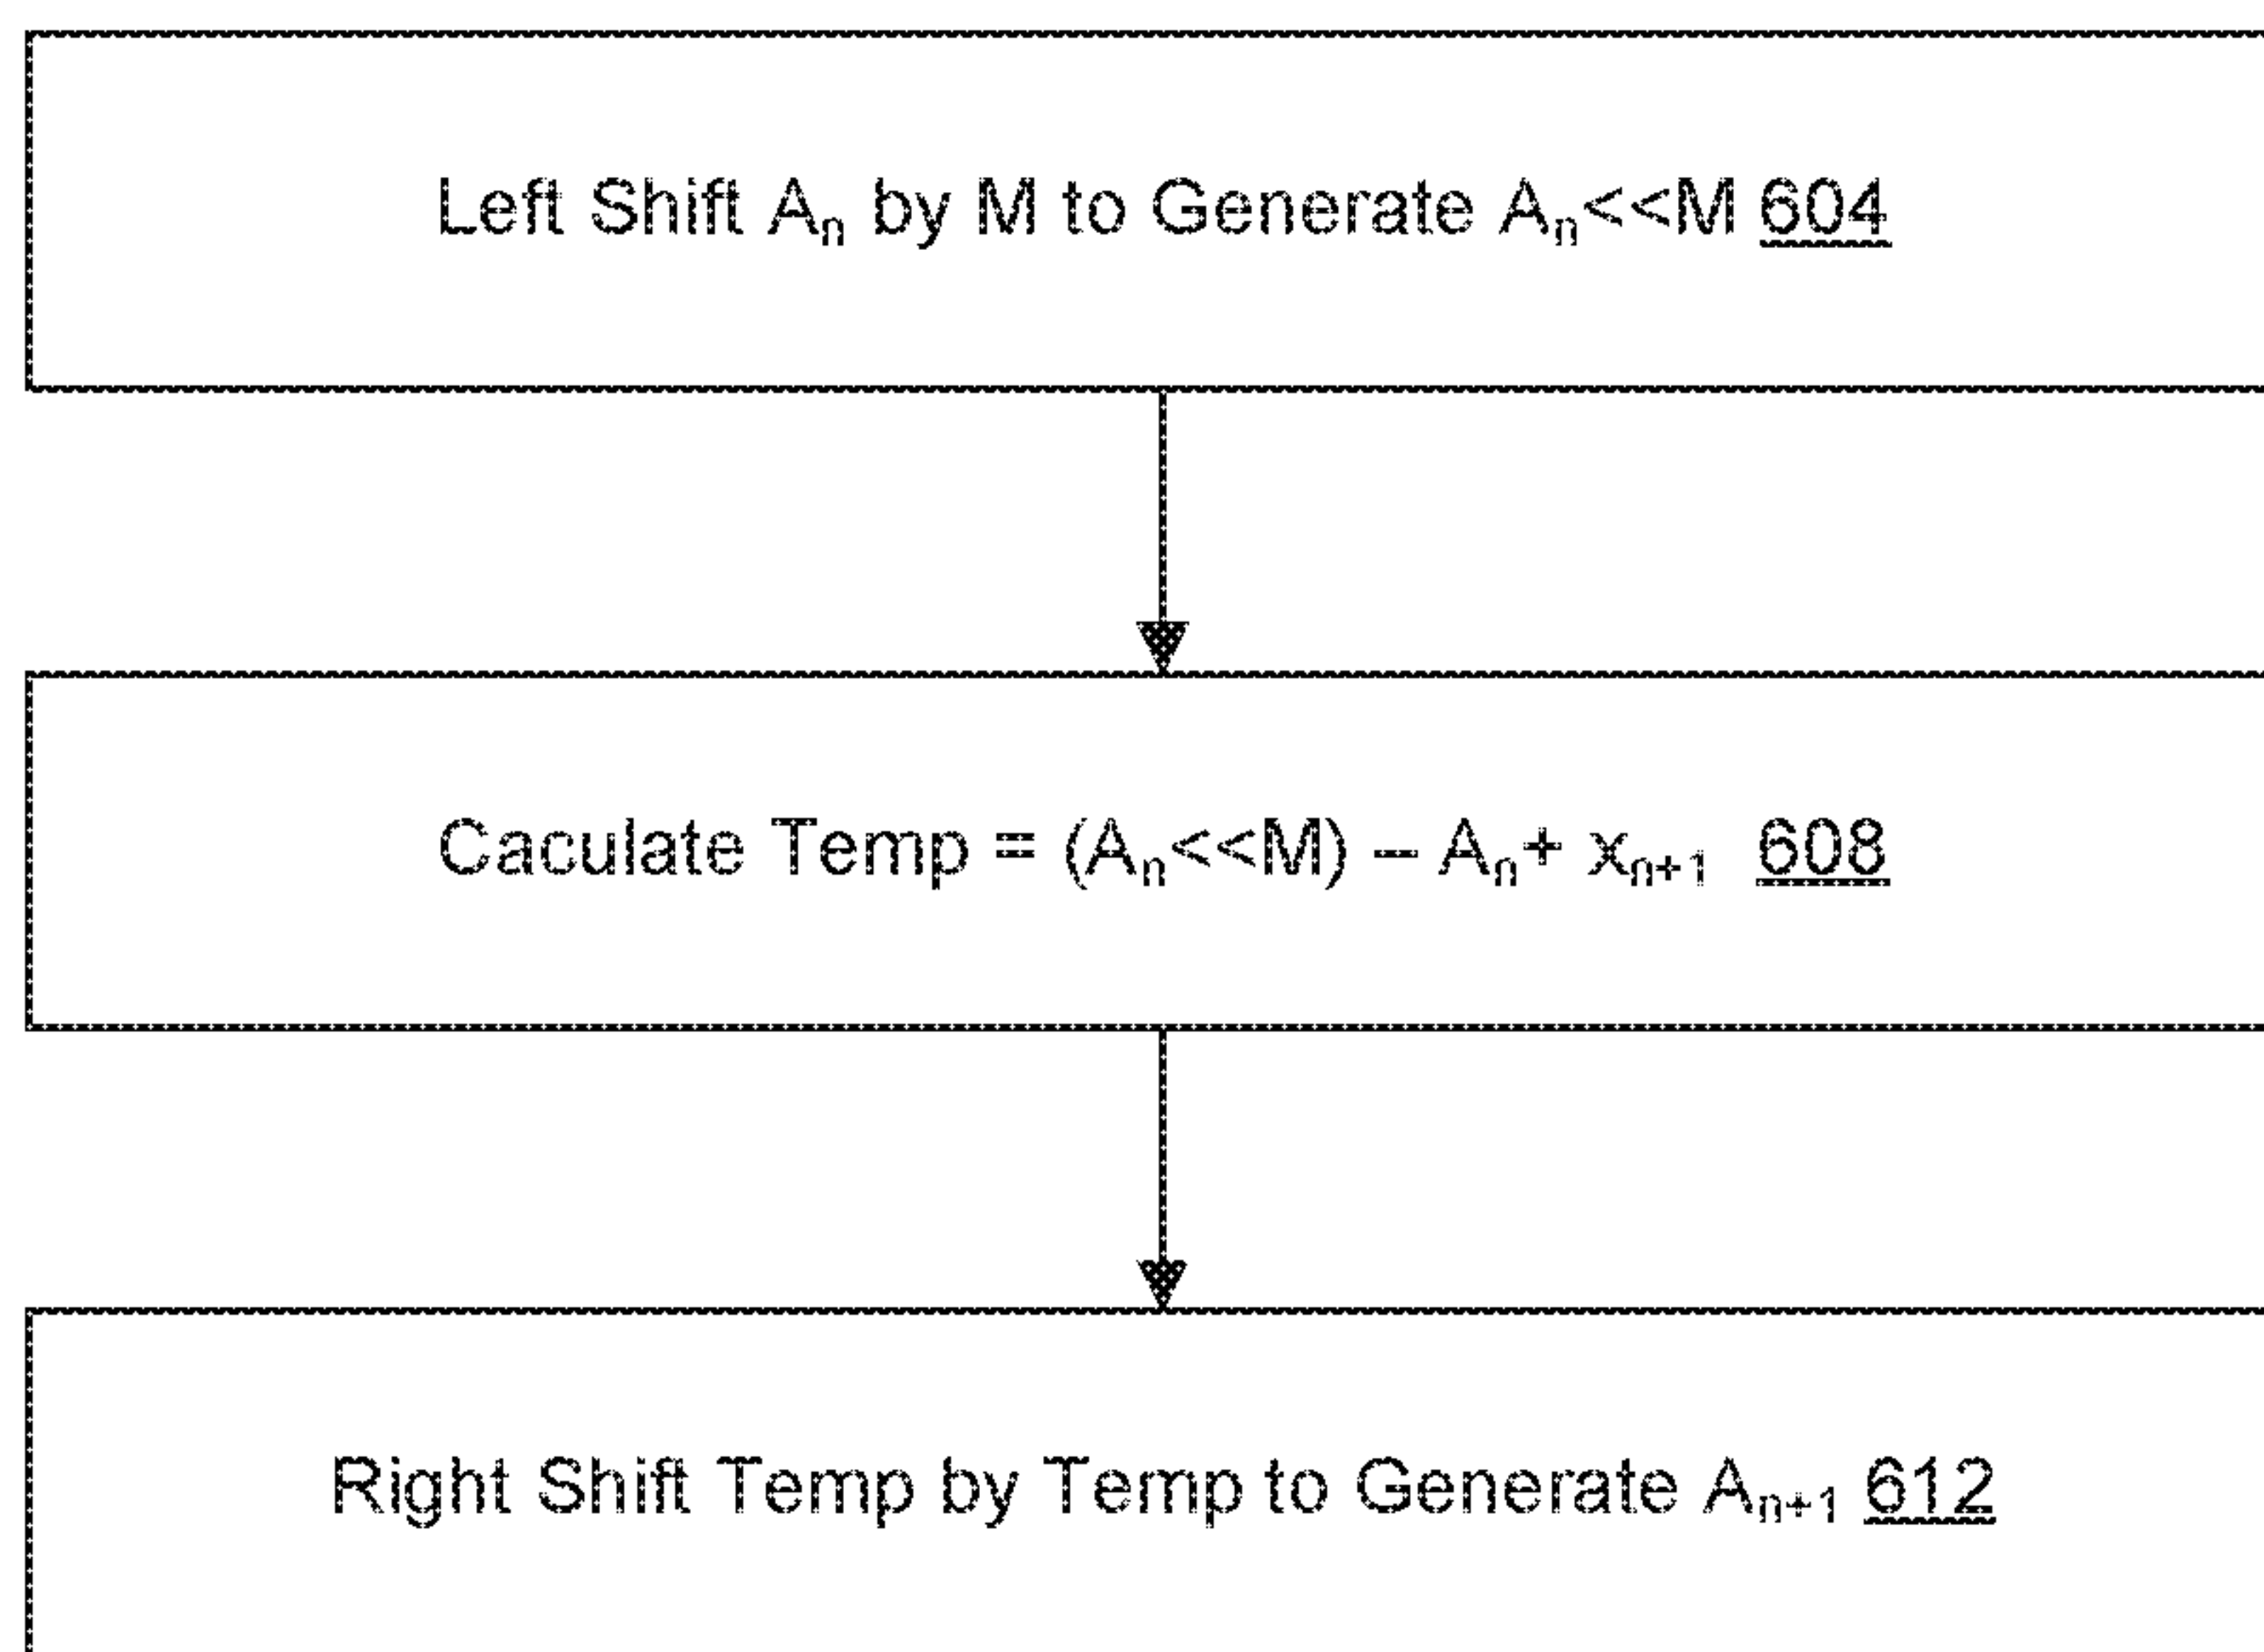 Left Shift Aₙ by M to Generate Aₙ<<M 604
Caculate Temp = (Aₙ<<M) – Aₙ+ xₙ₊₁ 608
Right Shift Temp by Temp to Generate Aₙ₊₁ 612